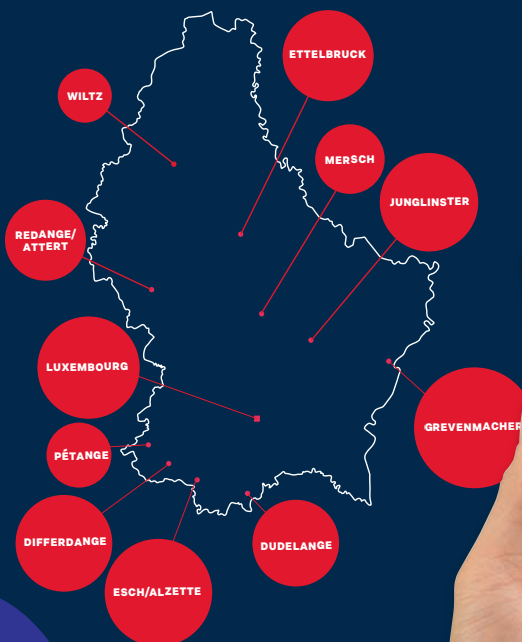 ETTELBRUCK
WILTZ
MERSCH
JUNGLINSTER
REDANGE/
ATTERT
LUXEMBOURG
GREVENMACHER
PÉTANGE
DIFFERDANGE
DUDELANGE
ESCH/ALZETTE